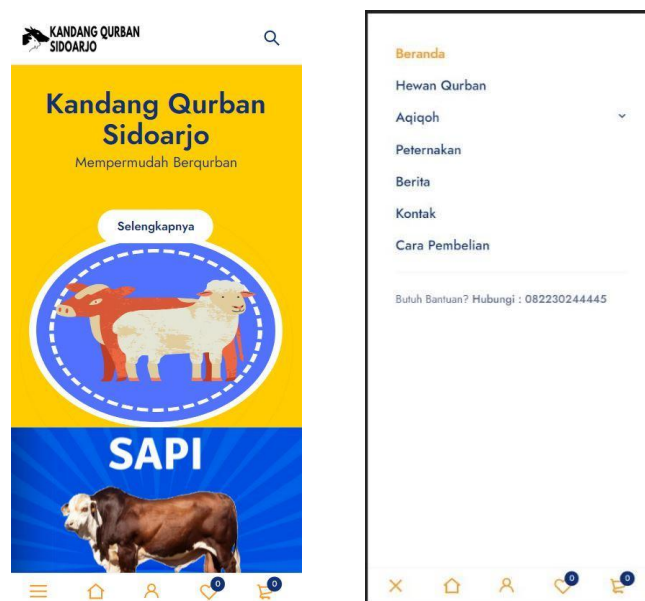 KANDANG QURBAN
SIDOARJO
Kandang Qurban
Sidoarjo
Mempermudah Berqurban
Selengkapnya
SAPI
0
0
Beranda
Hewan Qurban
Aqiqoh
Peternakan
Berita
Kontak
Cara Pembelian
Butuh Bantuan? Hubungi : 082230244445
0
0